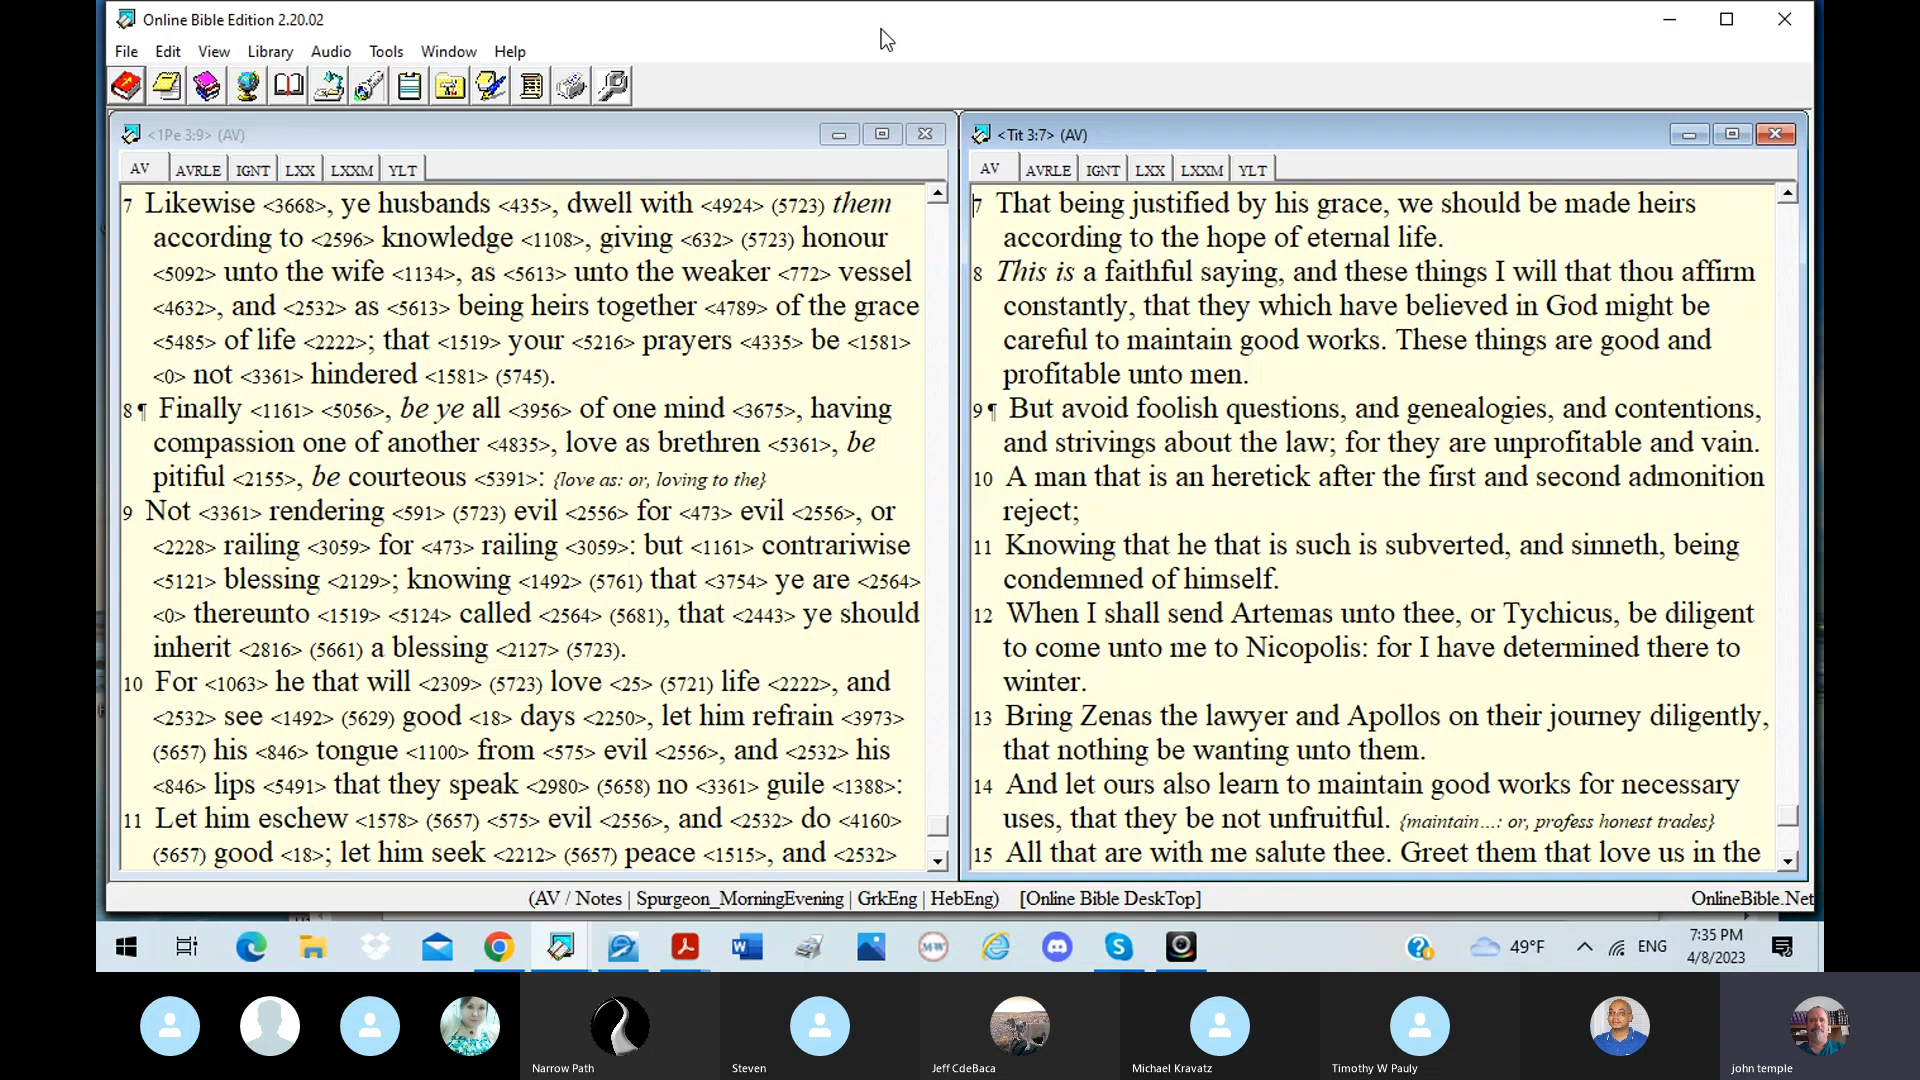 Online Bible Edition 2.20.02
File Edit View Library Audio Tools Window Help
<1Pe 3:9> (AV)
AV AVRLE IGNT LXX LXXM YLT
7 Likewise <3668>, ye husbands <435>, dwell with <4924> (5723) them
according to <2596> knowledge <1108>, giving <632> (5723) honour
<5092> unto the wife <1134>, as <5613> unto the weaker <772> vessel
<4632>, and <2532> as <5613> being heirs together <4789> of the grace
<5485> of life <2222>; that <1519> your <5216> prayers <4335> be <1581>
<0> not <3361> hindered <1581> (5745).
8 ¶ Finally <1161> <5056>, be ye all <3956> of one mind <3675>, having
compassion one of another <4835>, love as brethren <5361>, be
pitiful <2155>, be courteous <5391>: {love as: or, loving to the}
9 Not <3361> rendering <591> (5723) evil <2556> for <473> evil <2556>, or
<2228> railing <3059> for <473> railing <3059>: but <1161> contrariwise
<5121> blessing <2129>; knowing <1492> (5761) that <3754> ye are <2564>
<0> thereunto <1519> <5124> called <2564> (5681), that <2443> ye should
inherit <2816> (5661) a blessing <2127> (5723).
10 For <1063> he that will <2309> (5723) love <25> (5721) life <2222>, and
<2532> see <1492> (5629) good <18> days <2250>, let him refrain <3973>
(5657) his <846> tongue <1100> from <575> evil <2556>, and <2532> his
<846> lips <5491> that they speak <2980> (5658) no <3361> guile <1388>:
11 Let him eschew <1578> (5657) <575> evil <2556>, and <2532> do <4160>
(5657) good <18>; let him seek <2212> (5657) peace <1515>, and <2532>
<Tit 3:7> (AV)
AV AVRLE IGNT LXX LXXM YLT
7 That being justified by his grace, we should be made heirs
according to the hope of eternal life.
8 This is a faithful saying, and these things I will that thou affirm
constantly, that they which have believed in God might be
careful to maintain good works. These things are good and
profitable unto men.
9 ¶ But avoid foolish questions, and genealogies, and contentions,
and strivings about the law; for they are unprofitable and vain.
10 A man that is an heretick after the first and second admonition
reject;
11 Knowing that he that is such is subverted, and sinneth, being
condemned of himself.
12 When I shall send Artemas unto thee, or Tychicus, be diligent
to come unto me to Nicopolis: for I have determined there to
winter.
13 Bring Zenas the lawyer and Apollos on their journey diligently,
that nothing be wanting unto them.
14 And let ours also learn to maintain good works for necessary
uses, that they be not unfruitful. {maintain...: or, profess honest trades}
15 All that are with me salute thee. Greet them that love us in the
(AV / Notes | Spurgeon_MorningEvening | GrkEng | HebEng) [Online Bible DeskTop] OnlineBible.Net
49°F ENG 7:35 PM
4/8/2023
Narrow Path Steven Jeff CdeBaca Michael Kravatz Timothy W Pauly john temple